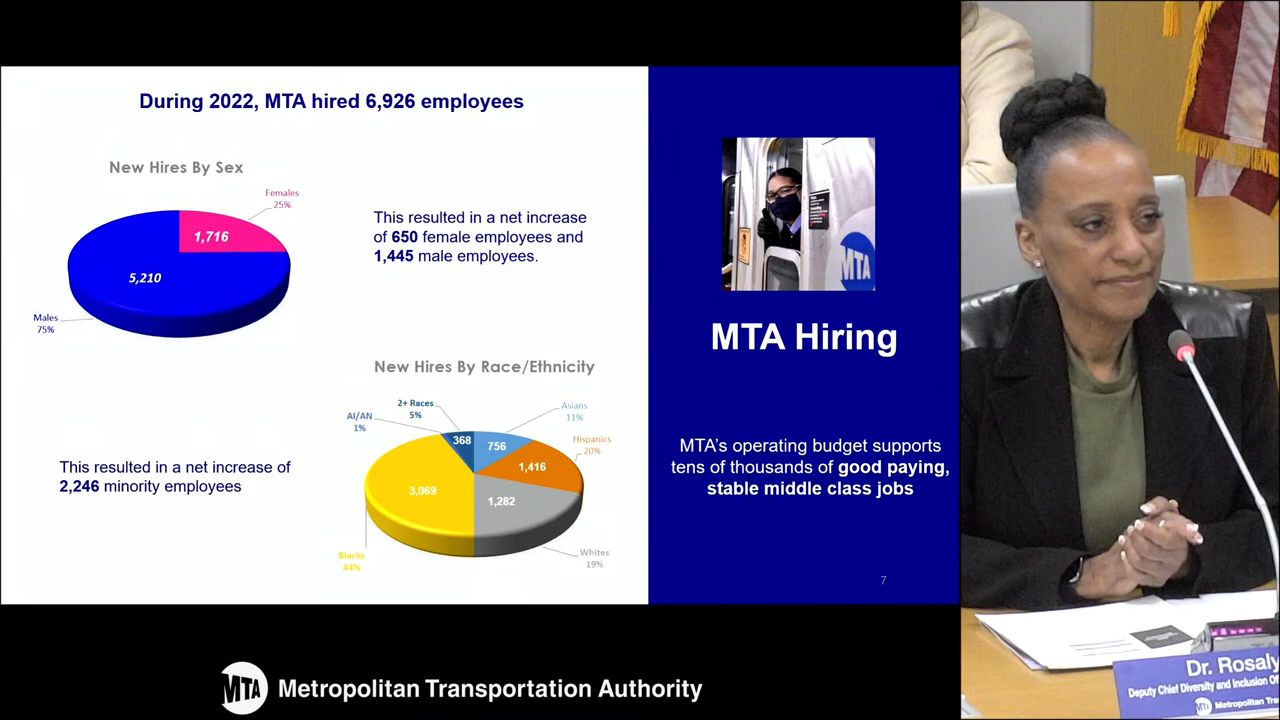 During 2022, MTA hired 6,926 employees
New Hires By Sex
Females
25%
1,716
5,210
Males
75%
This resulted in a net increase
of 650 female employees and
1,445 male employees.
New Hires By Race/Ethnicity
2+ Races
5%
AI/AN
1%
Asians
11%
Hispanics
20%
368
756
1,416
3,069
1,282
Blacks
44%
Whites
19%
This resulted in a net increase of
2,246 minority employees
MTA
MTA Hiring
MTA's operating budget supports
tens of thousands of good paying,
stable middle class jobs
7
MTA Metropolitan Transportation Authority
Dr. Rosaly
Deputy Chief Diversity and Inclusion Of
MTA Metropolitan Tra